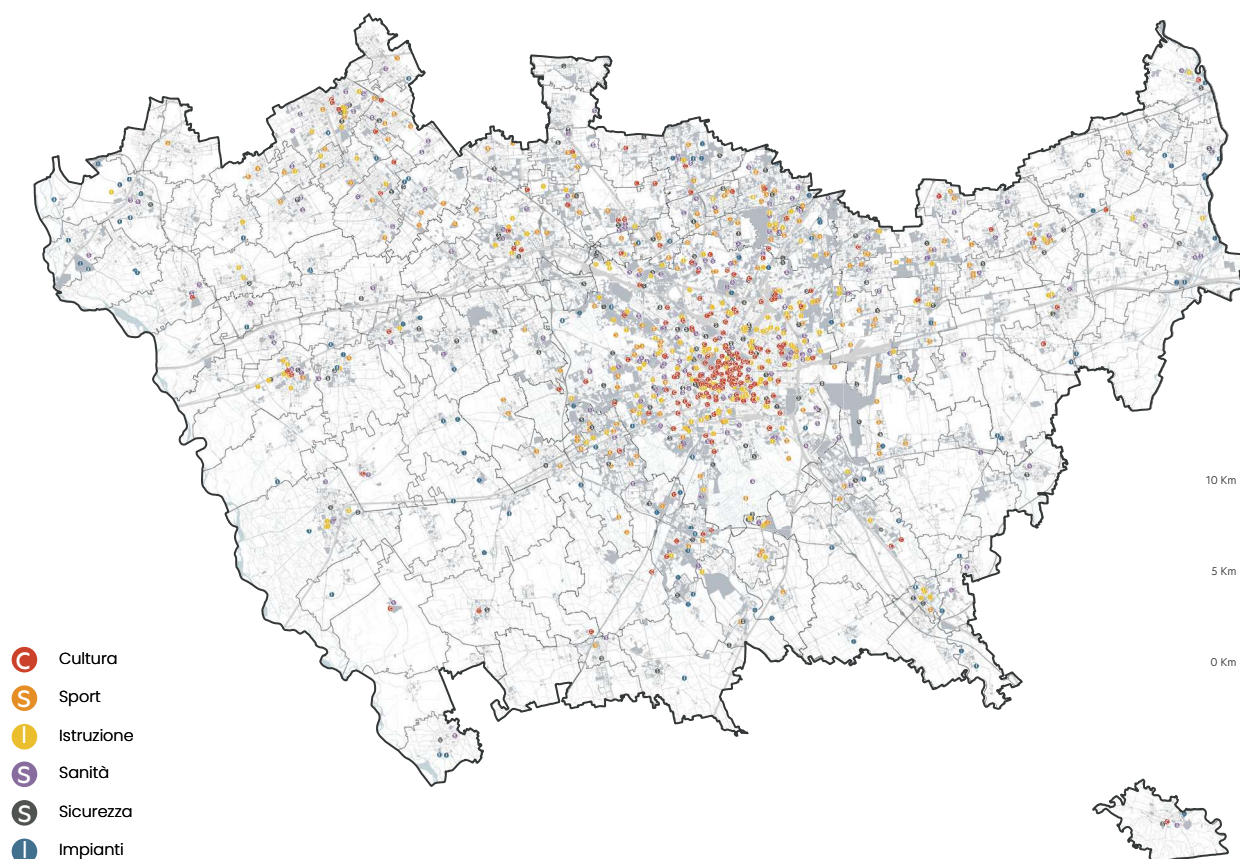 10 Km
5 Km
0 Km
C Cultura
S Sport
I Istruzione
S Sanità
S Sicurezza
I Impianti